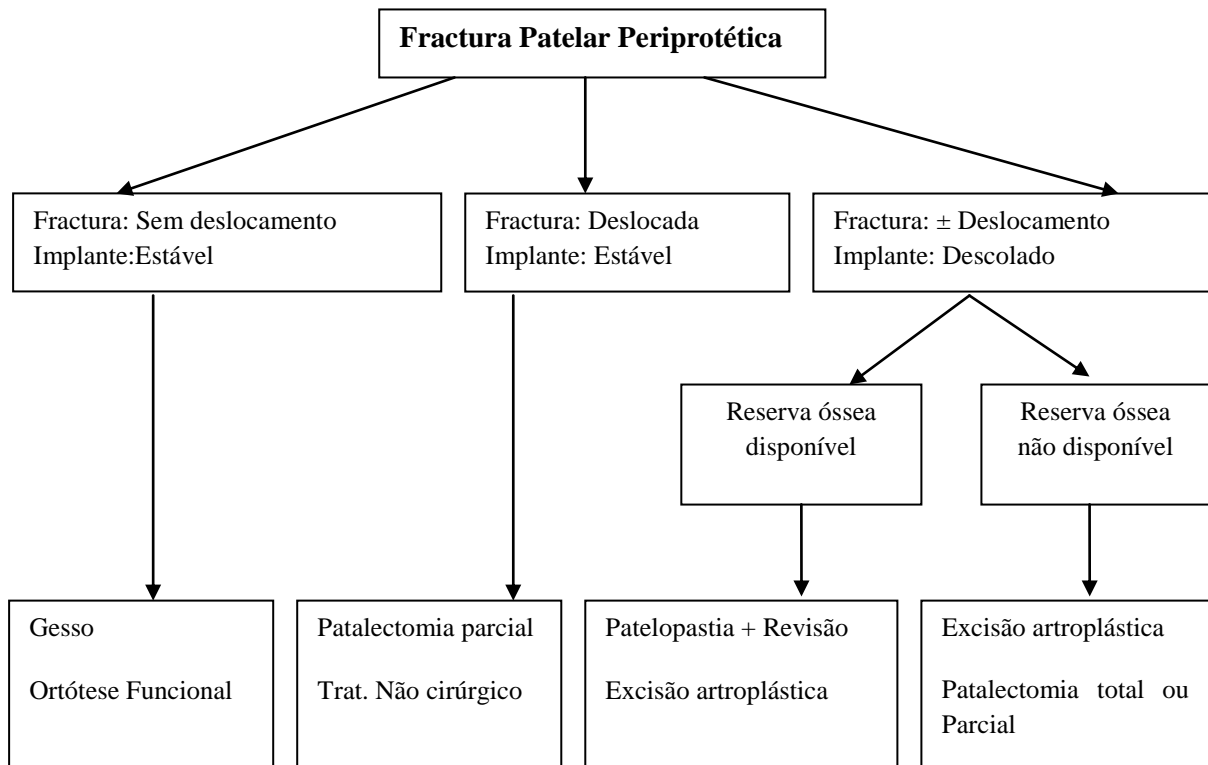 Fractura Patelar Periprotética
Fractura: Sem deslocamento
Implante:Estável
Fractura: Deslocada
Implante: Estável
Fractura: ± Deslocamento
Implante: Descolado
Reserva óssea
disponível
Reserva óssea
não disponível
Gesso
Ortótese Funcional
Patalectomia parcial
Trat. Não cirúrgico
Patelopastia + Revisão
Excisão artroplástica
Excisão artroplástica
Patalectomia total ou
Parcial